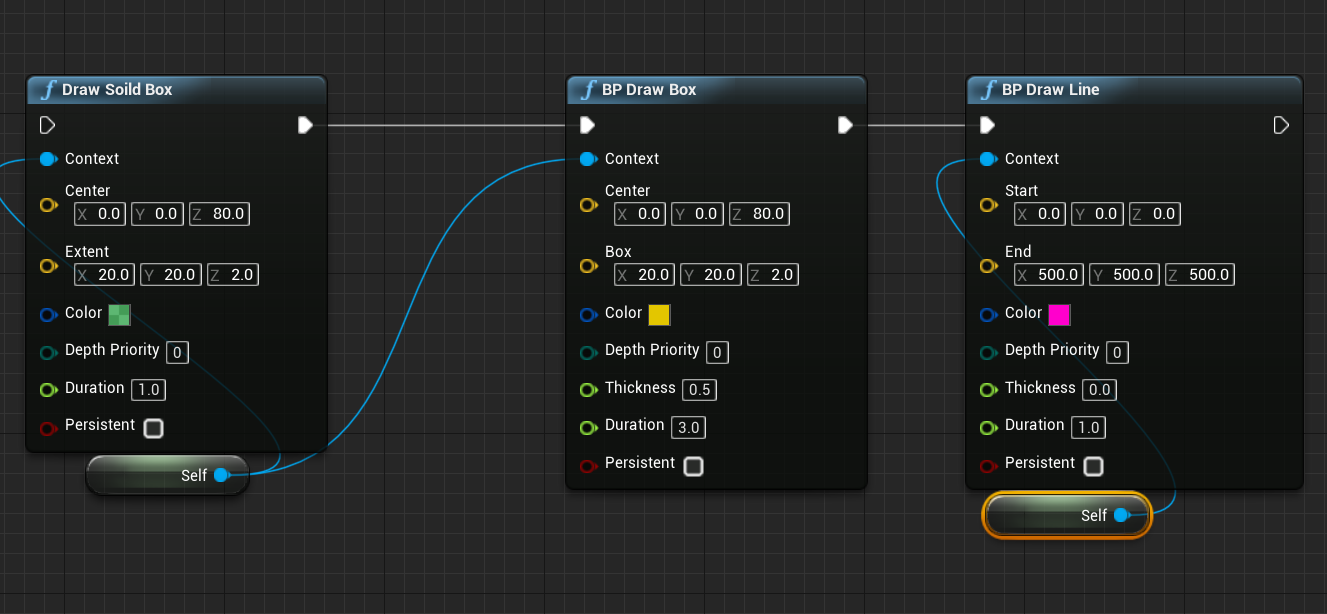 Draw Soild Box
Context
Center
X 0.0 Y 0.0 Z 80.0
Extent
X 20.0 Y 20.0 Z 2.0
Color
Depth Priority 0
Duration 1.0
Persistent
Self
BP Draw Box
Context
Center
X 0.0 Y 0.0 Z 80.0
Box
X 20.0 Y 20.0 Z 2.0
Color
Depth Priority 0
Thickness 0.5
Duration 3.0
Persistent
BP Draw Line
Context
Start
X 0.0 Y 0.0 Z 0.0
End
X 500.0 Y 500.0 Z 500.0
Color
Depth Priority 0
Thickness 0.0
Duration 1.0
Persistent
Self